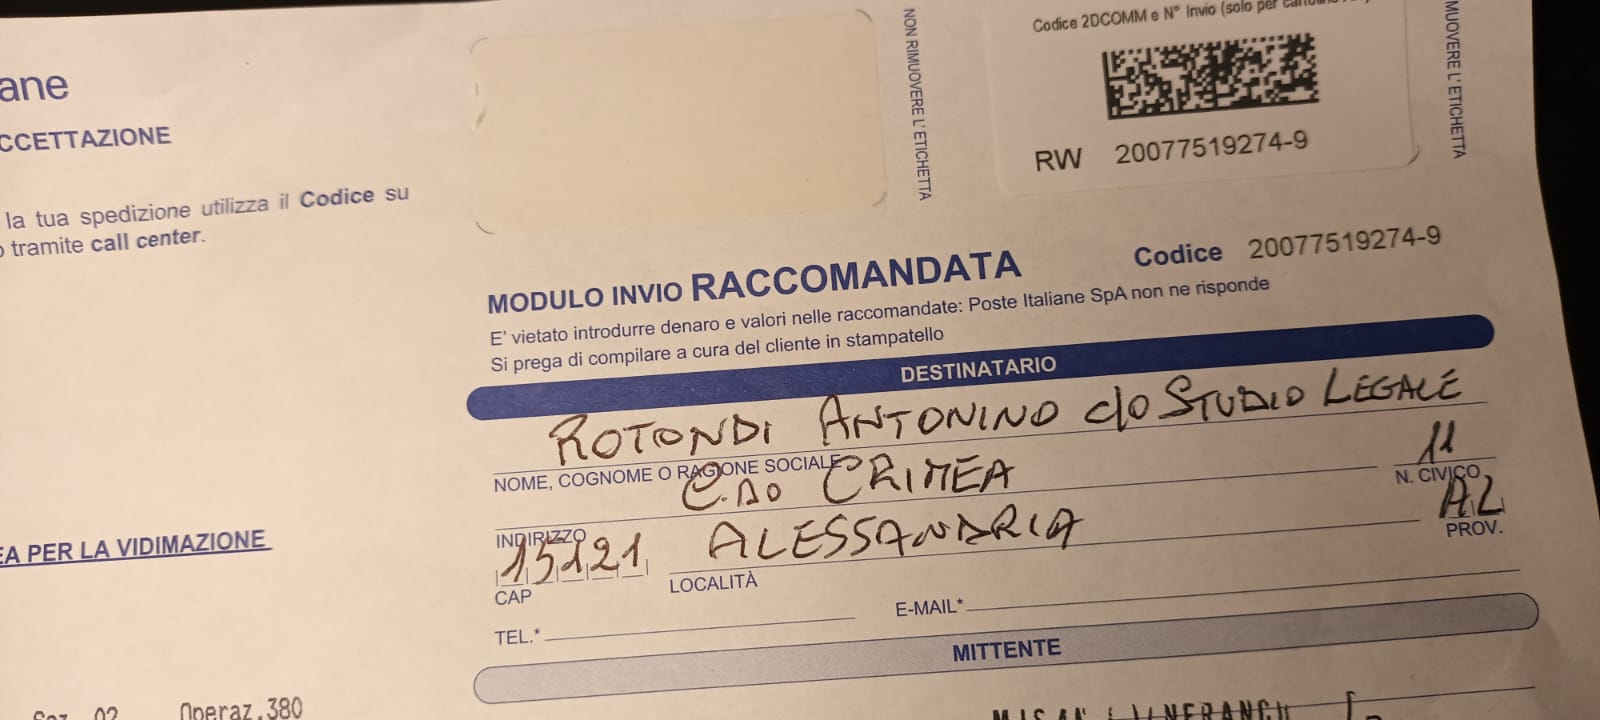 Codice 2DCOMM e N° Invio (solo per
NON RIMUOVERE L'ETICHETTA
MUOVERE L'ETICHETTA
RW 20077519274-9
ane
CCETTAZIONE
la tua spedizione utilizza il Codice su
o tramite call center.
Codice 20077519274-9
MODULO INVIO RACCOMANDATA
E' vietato introdurre denaro e valori nelle raccomandate: Poste Italiane SpA non ne risponde
Si prega di compilare a cura del cliente in stampatello
DESTINATARIO
ROTONDI ANTONINO c/o STUDIO LEGALE
NOME, COGNOME O RAGIONE SOCIALE
C.so CRIMEA 11
INDIRIZZO N. CIVICO
15121 ALESSANDRIA AL
CAP LOCALITÀ PROV.
TEL.* E-MAIL*
EA PER LA VIDIMAZIONE
MITTENTE
Sez.02 Operaz.380